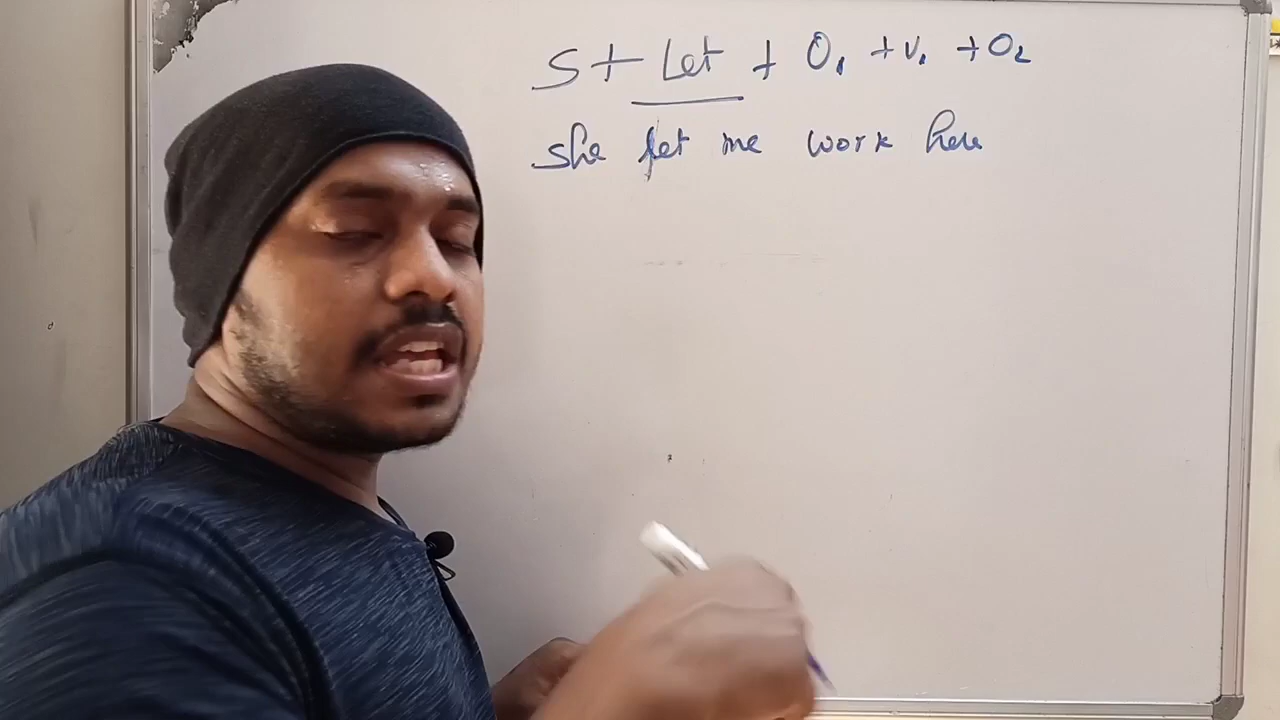 S + Let + O₁ + V₁ + O₂
she let me work here